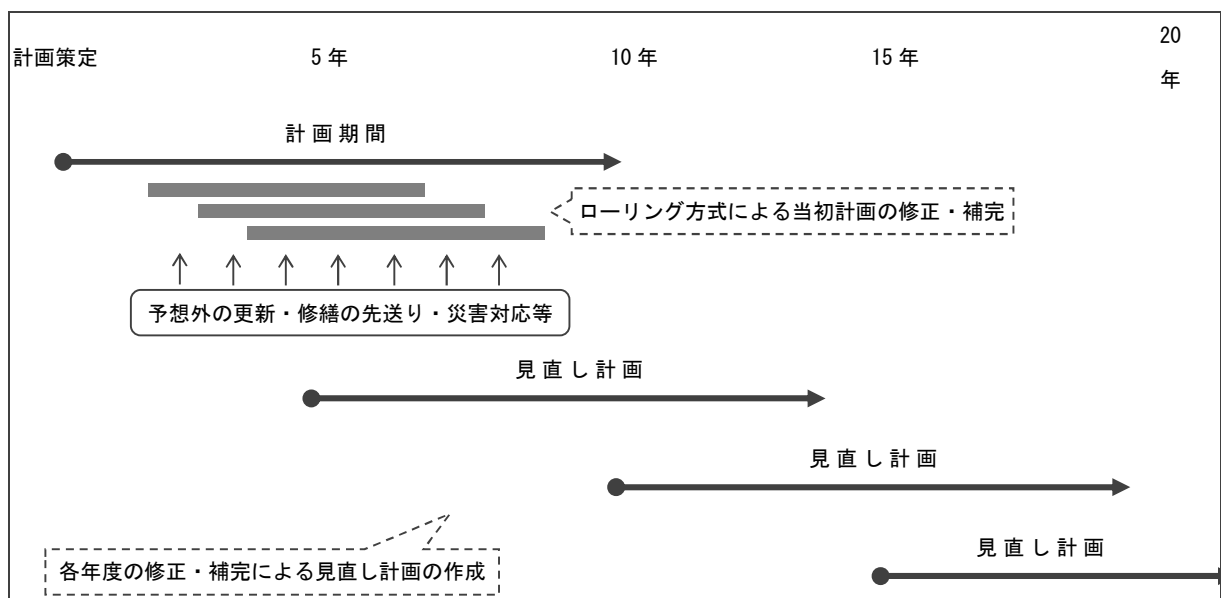 計画策定
5年
10年
15年
20
年
計画期間
ローリング方式による当初計画の修正・補完
予想外の更新・修繕の先送り・災害対応等
見直し計画
見直し計画
見直し計画
各年度の修正・補完による見直し計画の作成